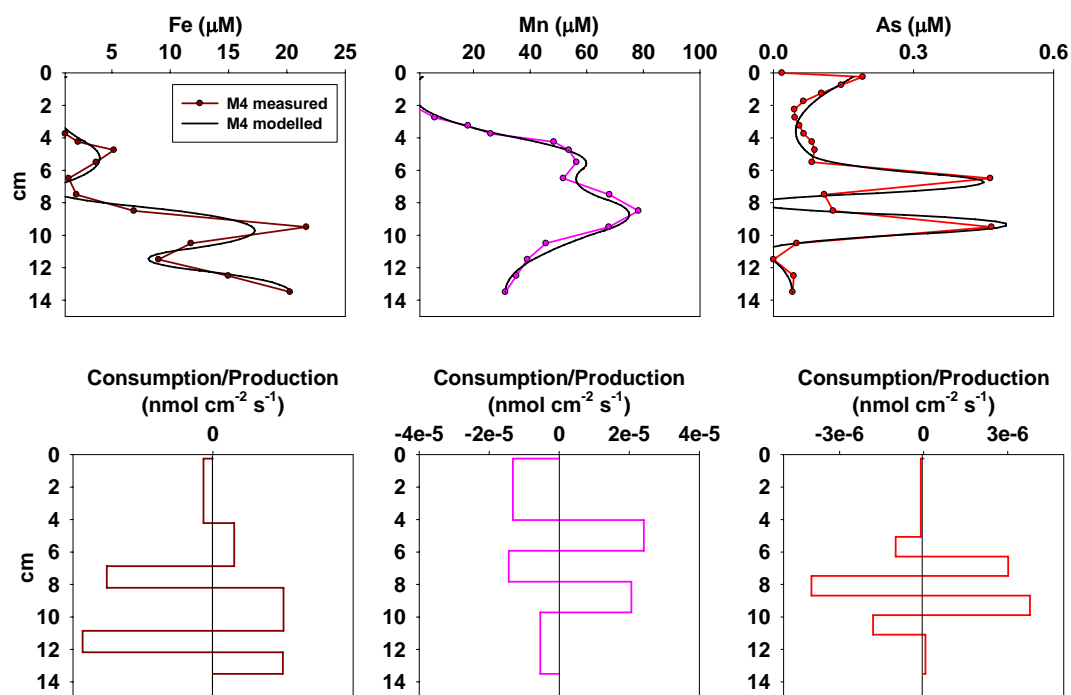 Fe (µM) Mn (µM) As (µM)
5 10 15 20 25 20 40 60 80 100 0.0 0.3 0.6
0 0 0
2 2 2
4 4 4
6 6 6
8 8 8
10 10 10
12 12 12
14 14 14
cm
M4 measured
M4 modelled
Consumption/Production Consumption/Production Consumption/Production
(nmol cm-2 s-1) (nmol cm-2 s-1) (nmol cm-2 s-1)
0 -4e-5 -2e-5 0 2e-5 4e-5 -3e-6 0 3e-6
0 0 0
2 2 2
4 4 4
6 6 6
8 8 8
10 10 10
12 12 12
14 14 14
cm